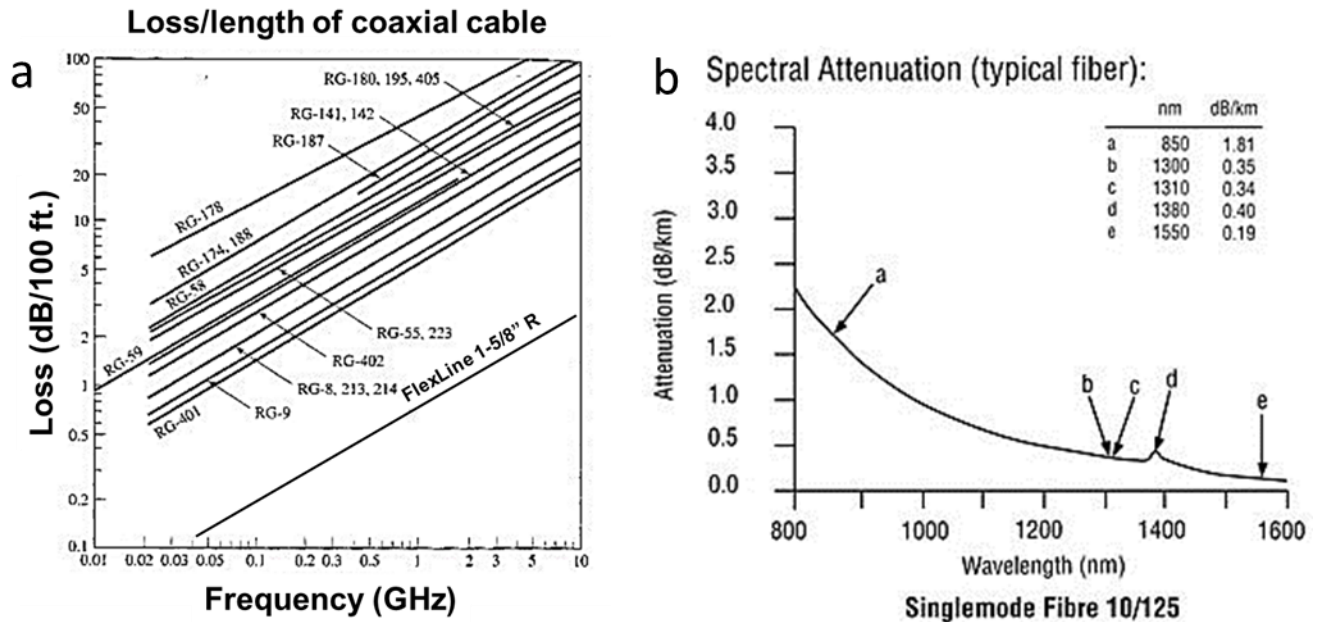 Loss/length of coaxial cable
a
Loss (dB/100 ft.)
100
50
20
10
5
2
1
0.5
0.2
0.1
RG-180, 195, 405
RG-141, 142
RG-187
RG-178
RG-174, 188
RG-58
RG-59
RG-55, 223
RG-402
RG-8, 213, 214
RG-9
RG-401
FlexLine 1-5/8” R
0.01 0.02 0.03 0.05 0.1 0.2 0.3 0.5 1 2 3 5 10
Frequency (GHz)
b
Spectral Attenuation (typical fiber):
nm dB/km
a 850 1.81
b 1300 0.35
c 1310 0.34
d 1380 0.40
e 1550 0.19
Attenuation (dB/km)
4.0
3.5
3.0
2.5
2.0
1.5
1.0
0.5
0.0
a
b c d e
800 1000 1200 1400 1600
Wavelength (nm)
Singlemode Fibre 10/125